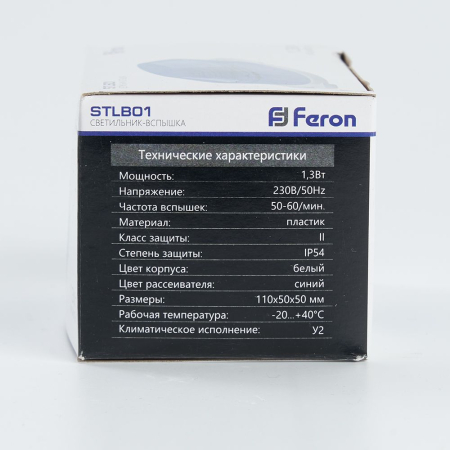 STLB01
СВЕТИЛЬНИК-ВСПЫШКА
Feron
Технические характеристики
Мощность: 1,3Вт
Напряжение: 230В/50Hz
Частота вспышек: 50-60/мин.
Материал: пластик
Класс защиты: II
Степень защиты: IP54
Цвет корпуса: белый
Цвет рассеивателя: синий
Размеры: 110х50х50 мм
Рабочая температура: -20...+40°C
Климатическое исполнение: У2